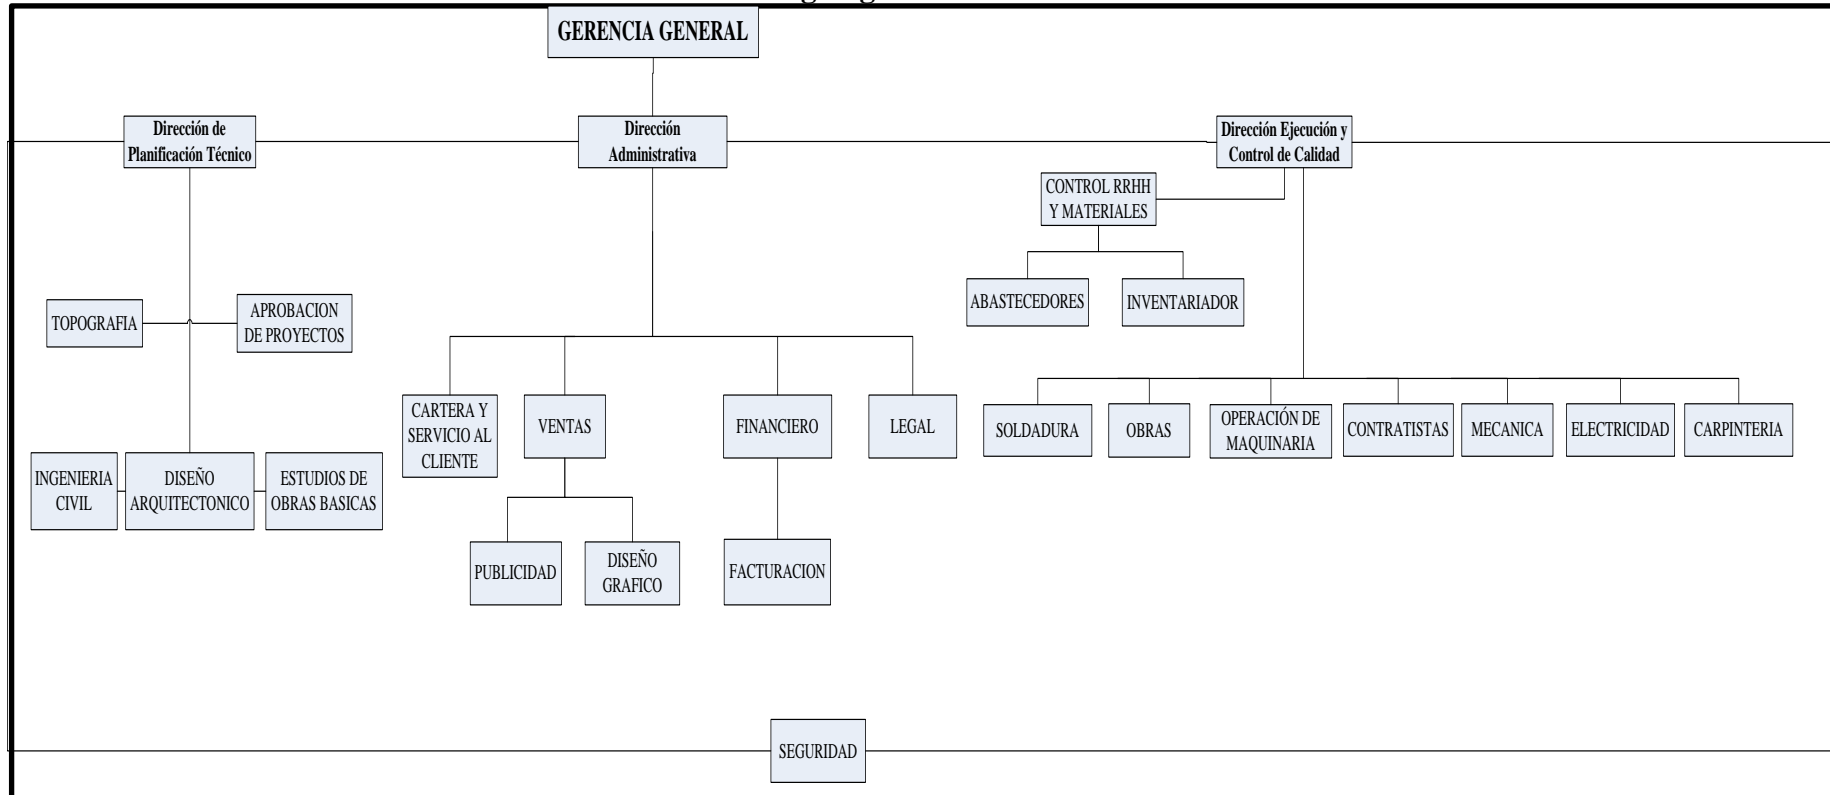 GERENCIA GENERAL
Dirección de
Planificación Técnico
Dirección
Administrativa
Dirección Ejecución y
Control de Calidad
CONTROL RRHH
Y MATERIALES
ABASTECEDORES
INVENTARIADOR
TOPOGRAFIA
APROBACION
DE PROYECTOS
CARTERA Y
SERVICIO AL
CLIENTE
VENTAS
FINANCIERO
LEGAL
SOLDADURA
OBRAS
OPERACIÓN DE
MAQUINARIA
CONTRATISTAS
MECANICA
ELECTRICIDAD
CARPINTERIA
INGENIERIA
CIVIL
DISEÑO
ARQUITECTONICO
ESTUDIOS DE
OBRAS BASICAS
PUBLICIDAD
DISEÑO
GRAFICO
FACTURACION
SEGURIDAD